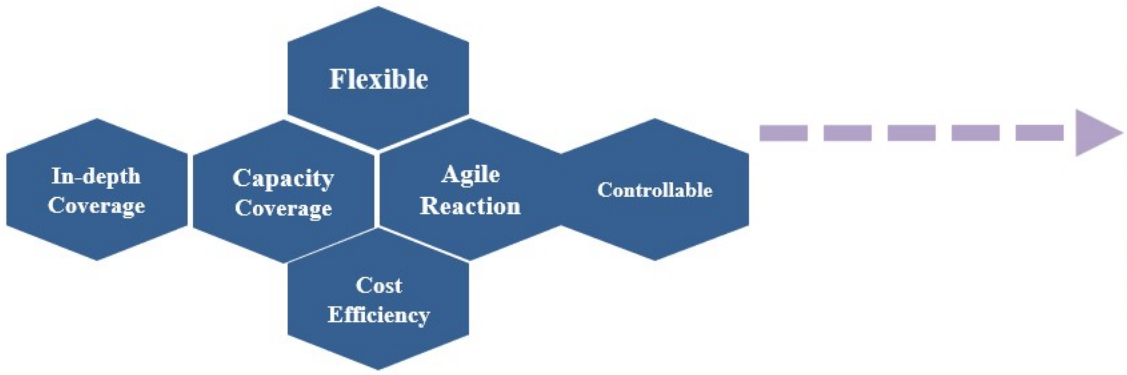 Flexible
In-depth
Coverage
Capacity
Coverage
Agile
Reaction
Controllable
Cost
Efficiency